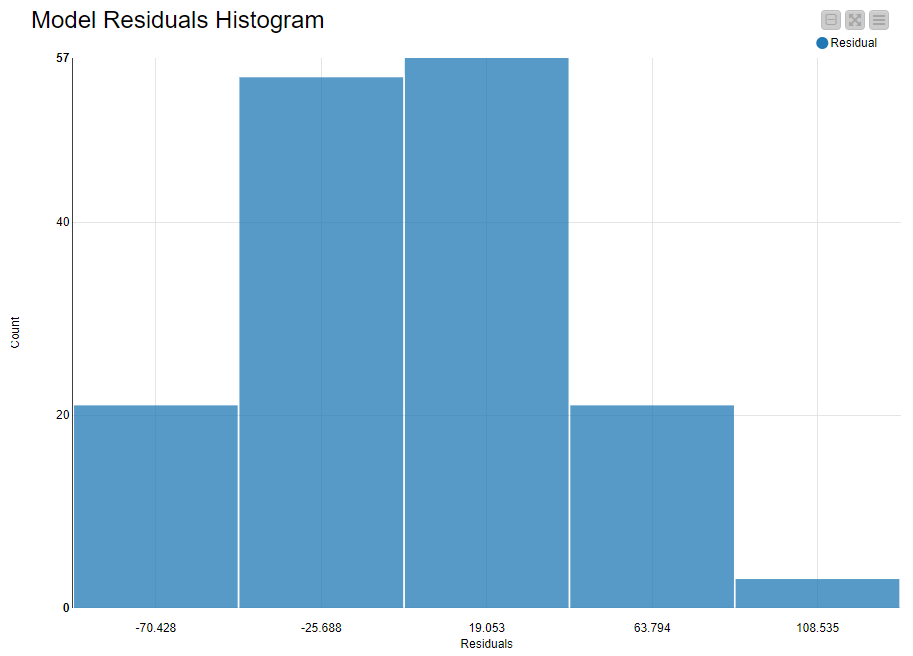 Model Residuals Histogram
Residual
57
40
20
0
Count
-70.428 -25.688 19.053 63.794 108.535
Residuals